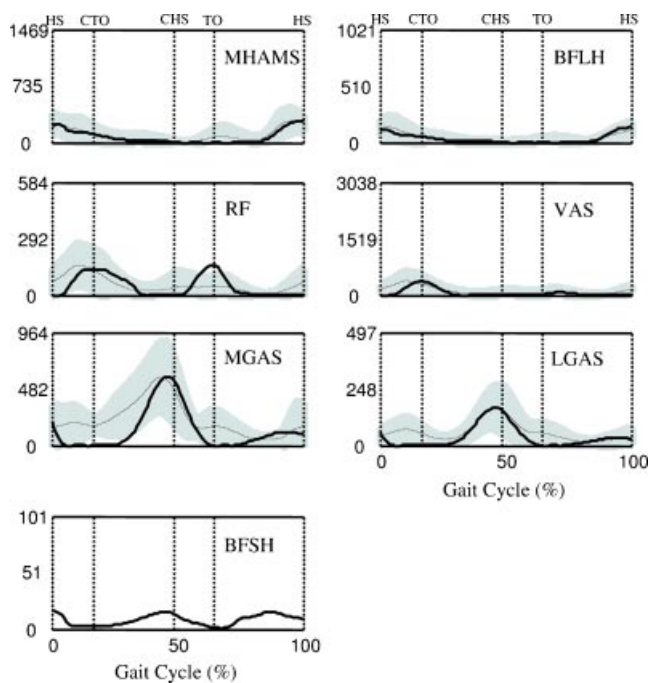 HS CTO CHS TO HS HS CTO CHS TO HS
1469 MHAMS 1021 BFLH
735 510
0 0
584 RF 3038 VAS
292 1519
0 0
964 MGAS 497 LGAS
482 248
0 0
0 50 100
Gait Cycle (%)
101 BFSH
51
0
0 50 100
Gait Cycle (%)